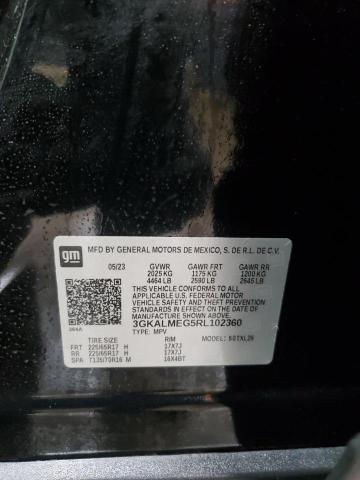 gm
MFD BY GENERAL MOTORS DE MEXICO, S. DE R.L. DE C.V.
05/23 GVWR GAWR FRT GAWR RR
2025 KG 1175 KG 1200 KG
4464 LB 2590 LB 2645 LB
THIS VEHICLE CONFORMS TO ALL
APPLICABLE U.S. FEDERAL MOTOR
VEHICLE SAFETY AND THEFT
PREVENTION STANDARDS IN EFFECT
ON THE DATE OF MANUFACTURE
SHOWN ABOVE.
3GKALMEG5RL102360
TYPE: MPV
TIRE SIZE RIM MODEL:
FRT 225/65R17 H 17X7J
RR 225/65R17 H 17X7J
SPA T135/70R16 M 16X4BT